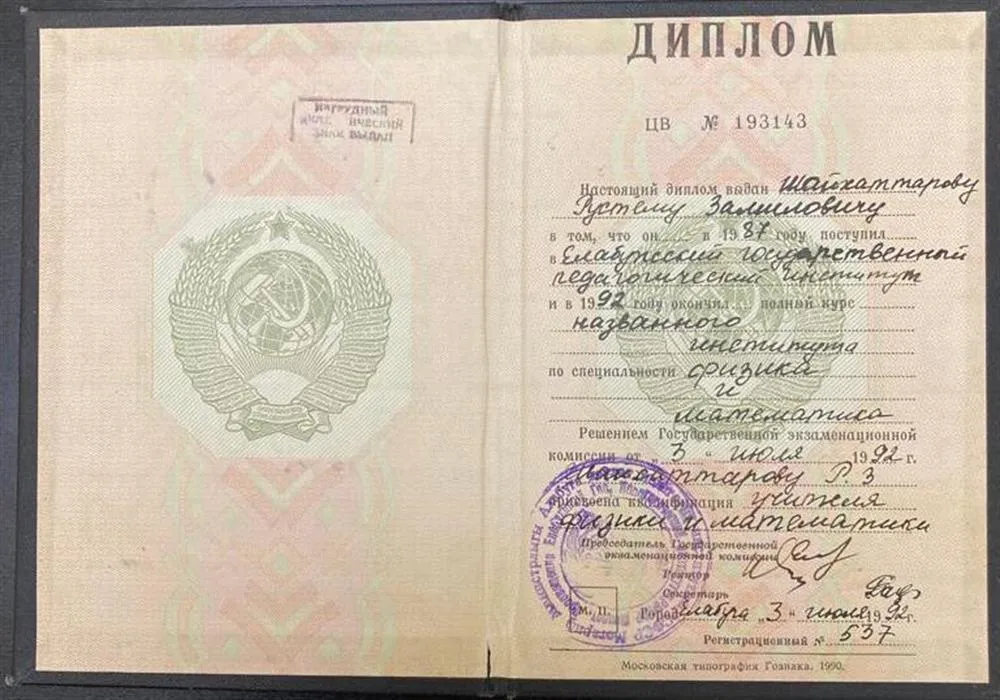 НАГРУДНЫЙ
ЗНАК ВЫДАН
ДИПЛОМ
ЦВ № 193143
Настоящий диплом выдан Шайхаттарову
Рустему Залиловичу
в том, что он в 1987 году поступил
в Елабужский государственный
педагогический институт
и в 1992 году окончил полный курс
названного
института
по специальности физика
и
математика
Решением Государственной экзаменационной
комиссии от „3“ июля 1992 г.
Шайхаттарову Р. З
присвоена квалификация учителя
физики и математики
Председатель Государственной
экзаменационной комиссии
Ректор
Секретарь
М. П. Город Елабуга „3“ июля 1992 г.
Регистрационный № 537
Московская типография Гознака. 1990.